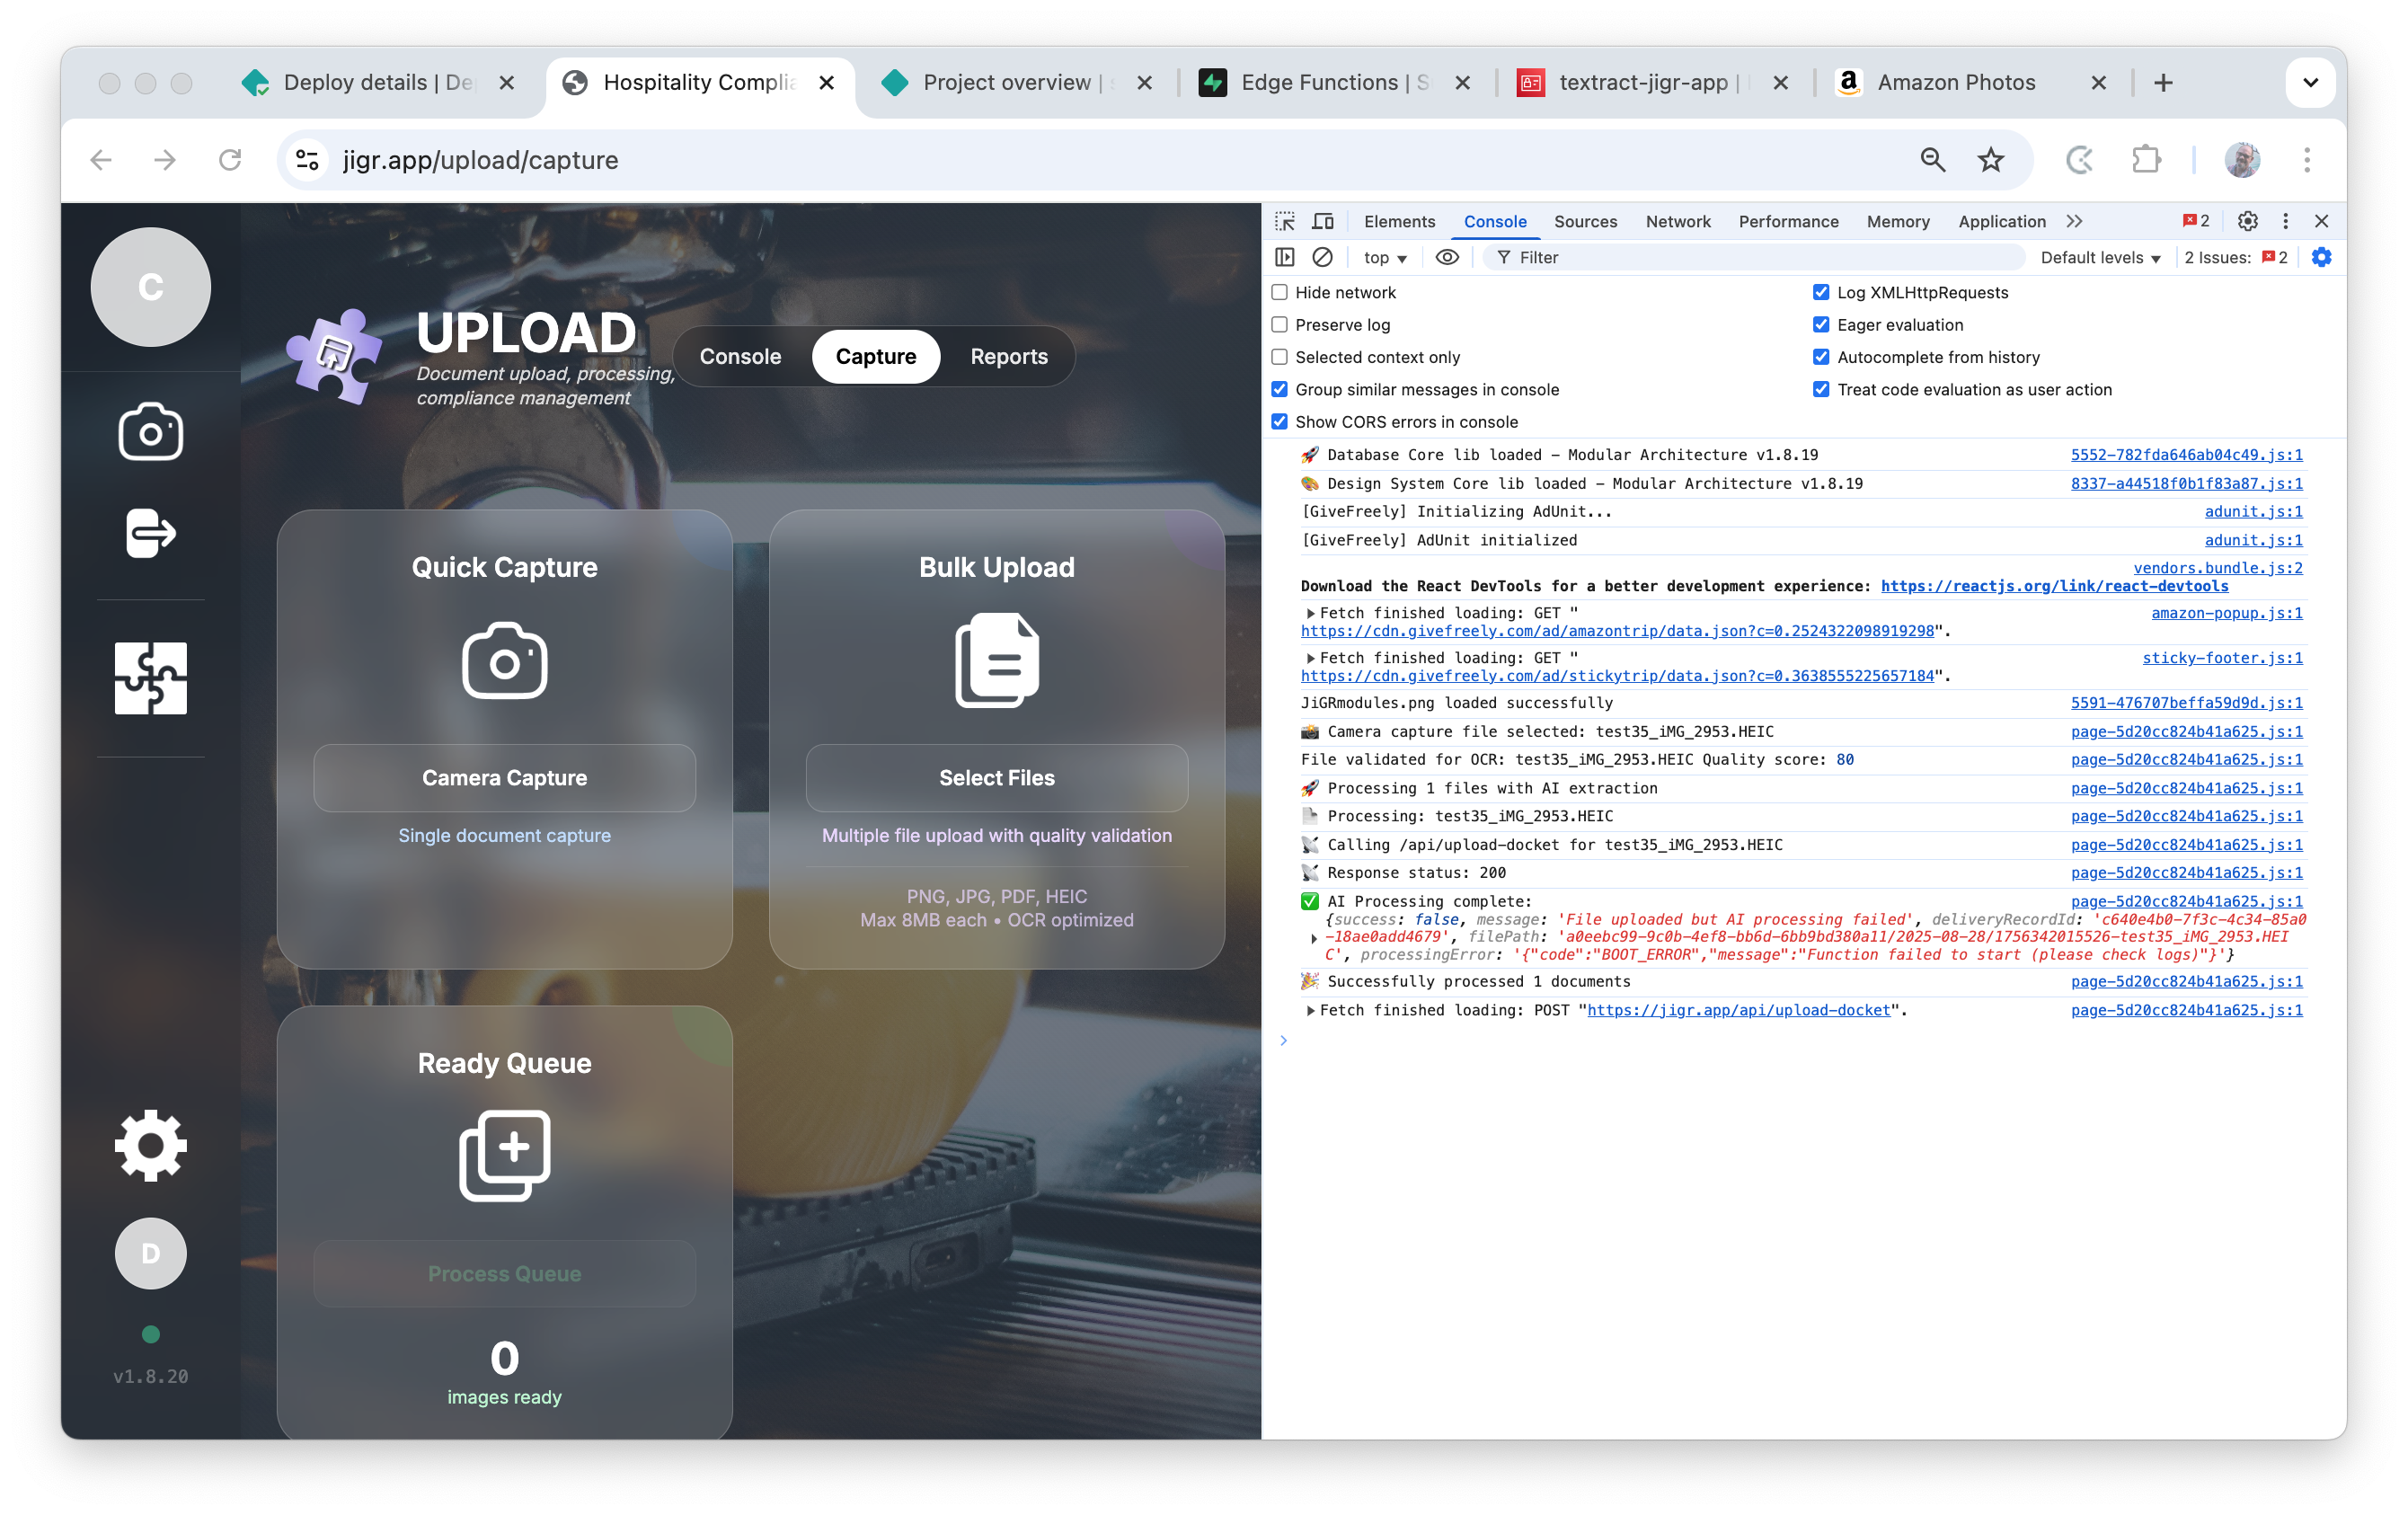 Deploy details | De
Hospitality Complia
Project overview | s
Edge Functions | S
textract-jigr-app |
a
Amazon Photos
jigr.app/upload/capture
C
UPLOAD
Document upload, processing,
compliance management
Console
Capture
Reports
Quick Capture
Camera Capture
Single document capture
Bulk Upload
Select Files
Multiple file upload with quality validation
PNG, JPG, PDF, HEIC
Max 8MB each • OCR optimized
Ready Queue
Process Queue
0
images ready
D
v1.8.20
Elements Console Sources Network Performance Memory Application 2
top Filter Default levels 2 Issues: 2
Hide network Log XMLHttpRequests
Preserve log Eager evaluation
Selected context only Autocomplete from history
Group similar messages in console Treat code evaluation as user action
Show CORS errors in console
🚀 Database Core lib loaded - Modular Architecture v1.8.19 5552-782fda646ab04c49.js:1
🎨 Design System Core lib loaded - Modular Architecture v1.8.19 8337-a44518f0b1f83a87.js:1
[GiveFreely] Initializing AdUnit... adunit.js:1
[GiveFreely] AdUnit initialized adunit.js:1
vendors.bundle.js:2
Download the React DevTools for a better development experience: https://reactjs.org/link/react-devtools
Fetch finished loading: GET " amazon-popup.js:1
https://cdn.givefreely.com/ad/amazontrip/data.json?c=0.2524322098919298".
Fetch finished loading: GET " sticky-footer.js:1
https://cdn.givefreely.com/ad/stickytrip/data.json?c=0.3638555225657184".
JiGRmodules.png loaded successfully 5591-476707beffa59d9d.js:1
📸 Camera capture file selected: test35_iMG_2953.HEIC page-5d20cc824b41a625.js:1
File validated for OCR: test35_iMG_2953.HEIC Quality score: 80 page-5d20cc824b41a625.js:1
🚀 Processing 1 files with AI extraction page-5d20cc824b41a625.js:1
📄 Processing: test35_iMG_2953.HEIC page-5d20cc824b41a625.js:1
📡 Calling /api/upload-docket for test35_iMG_2953.HEIC page-5d20cc824b41a625.js:1
📡 Response status: 200 page-5d20cc824b41a625.js:1
✅ AI Processing complete: page-5d20cc824b41a625.js:1
{success: false, message: 'File uploaded but AI processing failed', deliveryRecordId: 'c640e4b0-7f3c-4c34-85a0
-18ae0add4679', filePath: 'a0eebc99-9c0b-4ef8-bb6d-6bb9bd380a11/2025-08-28/1756342015526-test35_iMG_2953.HEI
C', processingError: '{"code":"BOOT_ERROR","message":"Function failed to start (please check logs)"}'}
🎉 Successfully processed 1 documents page-5d20cc824b41a625.js:1
Fetch finished loading: POST "https://jigr.app/api/upload-docket". page-5d20cc824b41a625.js:1